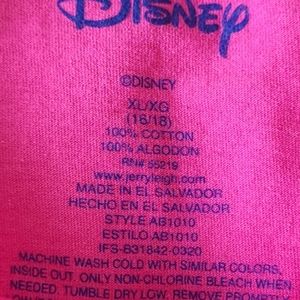 DISNEY
©DISNEY
XL/XG
(16/18)
100% COTTON
100% ALGODON
RN# 55219
www.jerryleigh.com
MADE IN EL SALVADOR
HECHO EN EL SALVADOR
STYLE AB1010
ESTILO AB1010
IFS-B31842-0320
MACHINE WASH COLD WITH SIMILAR COLORS,
INSIDE OUT. ONLY NON-CHLORINE BLEACH WHEN
NEEDED. TUMBLE DRY LOW. REMOVE PROMPTLY